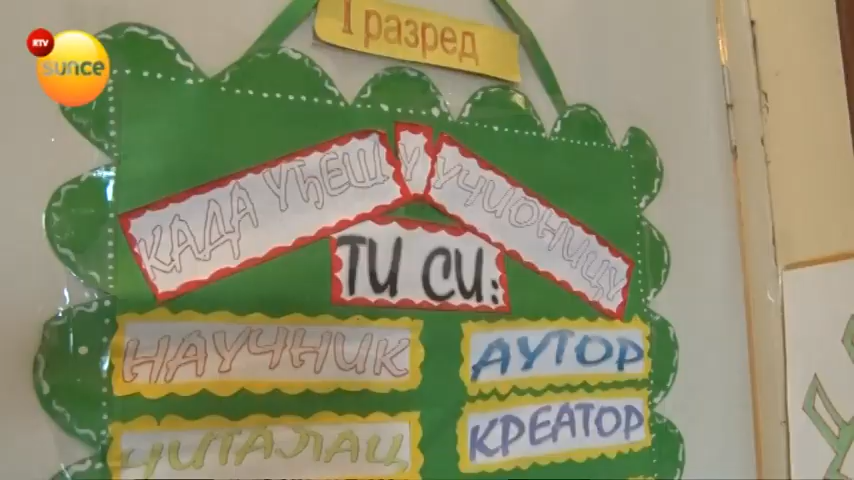 RTV
sunce
I разред
КАДА УЂЕШ У УЧИОНИЦУ
ТИ СИ:
НАУЧНИК
АУТОР
ЧИТАЛАЦ
КРЕАТОР